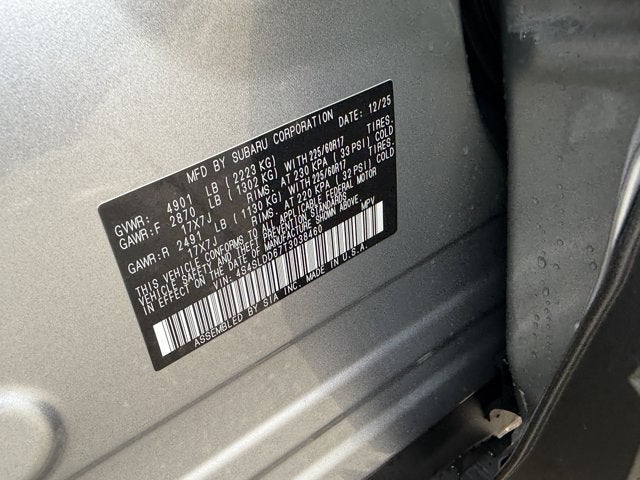 MFD BY SUBARU CORPORATION DATE: 12/25
GVWR: 4901 LB ( 2223 KG)
GAWR:F 2870 LB ( 1302 KG) WITH 225/60R17 TIRES.
17X7J RIMS. AT 230 KPA ( 33 PSI) COLD
GAWR:R 2491 LB ( 1130 KG) WITH 225/60R17 TIRES.
17X7J RIMS. AT 220 KPA ( 32 PSI) COLD
THIS VEHICLE CONFORMS TO ALL APPLICABLE FEDERAL MOTOR
VEHICLE SAFETY AND THEFT PREVENTION STANDARDS
IN EFFECT ON THE DATE OF MANUFACTURE SHOWN ABOVE.
VIN: 4S4SLDD67T3038460 MPV
ASSEMBLED BY SIA INC. MADE IN U.S.A.